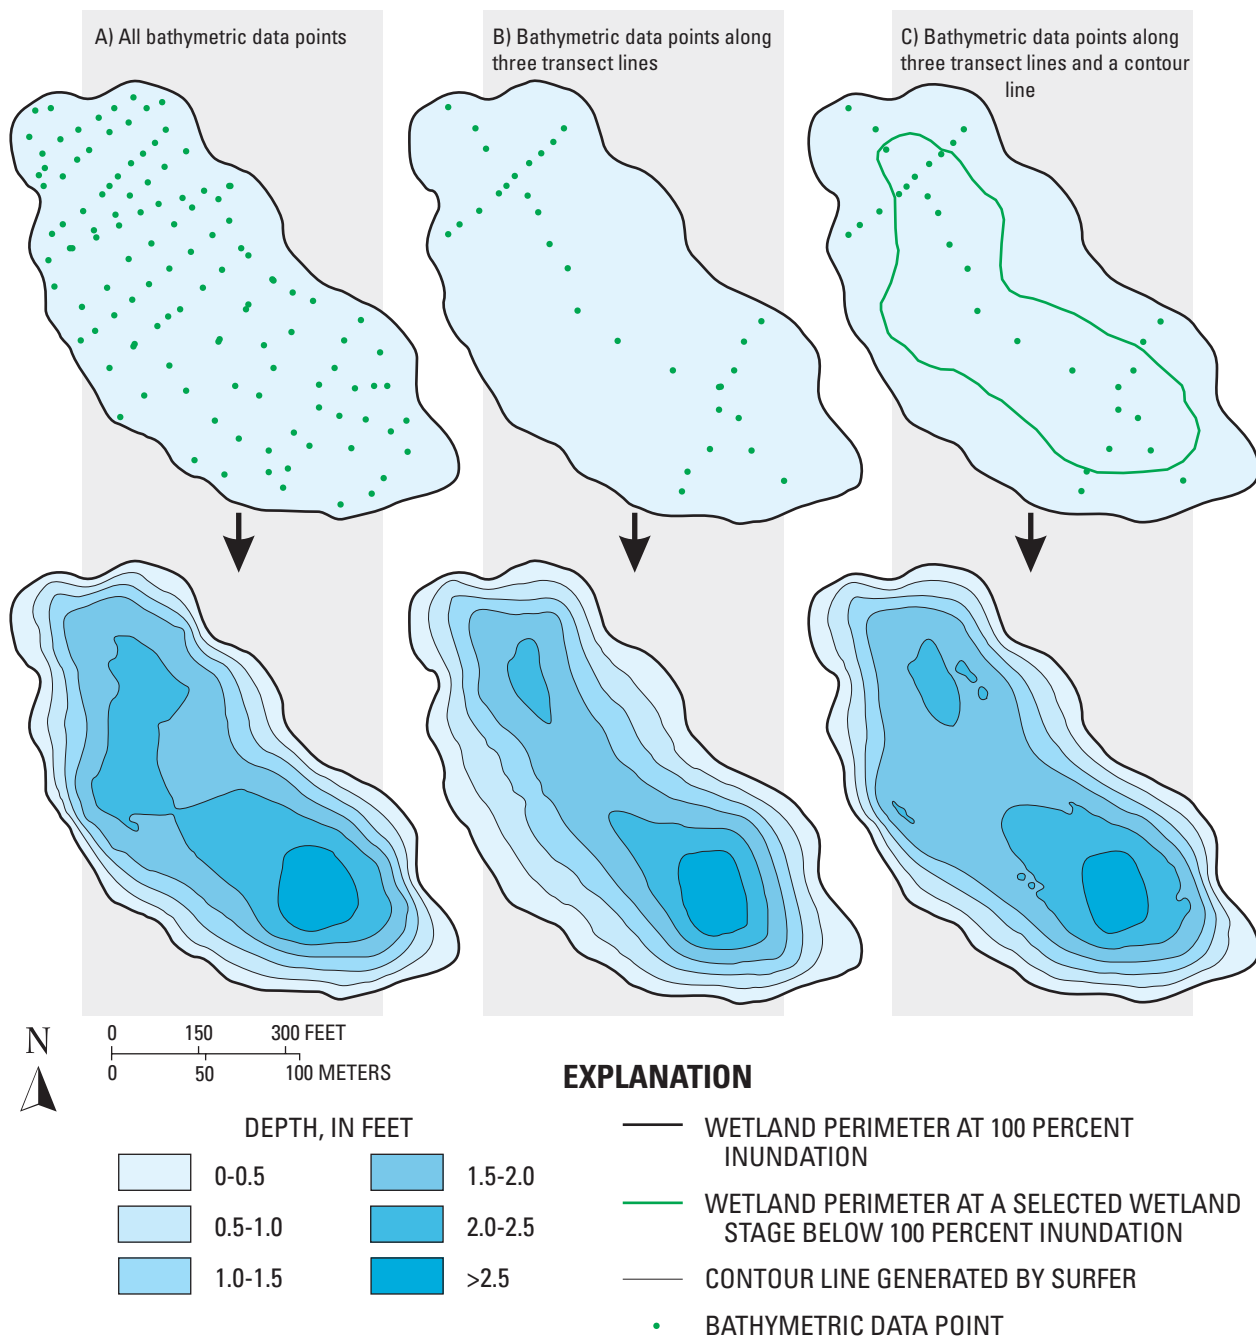 A) All bathymetric data points
B) Bathymetric data points along
three transect lines
C) Bathymetric data points along
three transect lines and a contour
line
N
0 150 300 FEET
0 50 100 METERS
EXPLANATION
DEPTH, IN FEET
0-0.5
0.5-1.0
1.0-1.5
1.5-2.0
2.0-2.5
>2.5
WETLAND PERIMETER AT 100 PERCENT
INUNDATION
WETLAND PERIMETER AT A SELECTED WETLAND
STAGE BELOW 100 PERCENT INUNDATION
CONTOUR LINE GENERATED BY SURFER
BATHYMETRIC DATA POINT